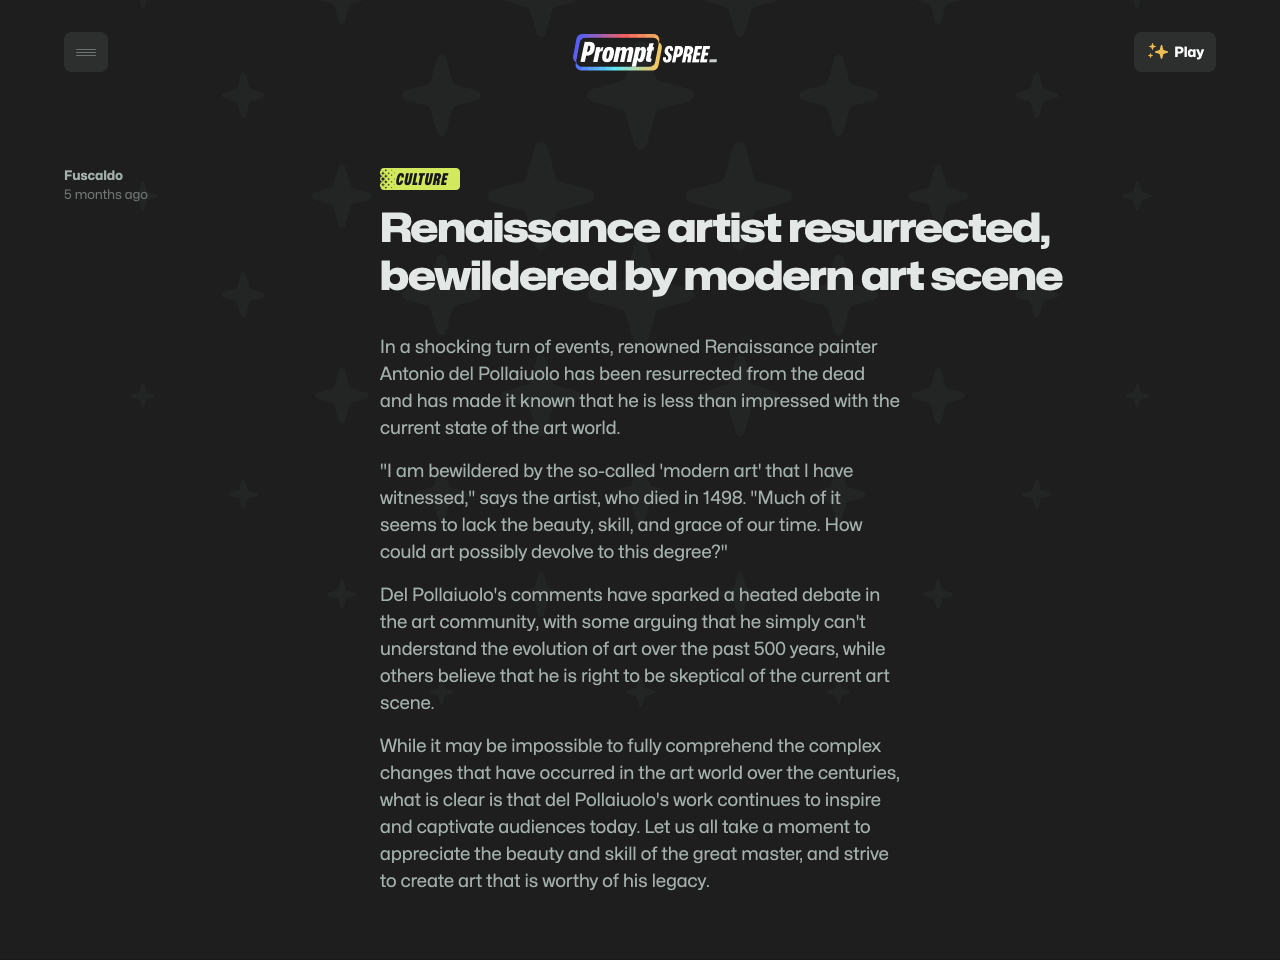 Prompt SPREE
Play
Fuscaldo
5 months ago
CULTURE
Renaissance artist resurrected,
bewildered by modern art scene
In a shocking turn of events, renowned Renaissance painter
Antonio del Pollaiuolo has been resurrected from the dead
and has made it known that he is less than impressed with the
current state of the art world.
"I am bewildered by the so-called 'modern art' that I have
witnessed," says the artist, who died in 1498. "Much of it
seems to lack the beauty, skill, and grace of our time. How
could art possibly devolve to this degree?"
Del Pollaiuolo's comments have sparked a heated debate in
the art community, with some arguing that he simply can't
understand the evolution of art over the past 500 years, while
others believe that he is right to be skeptical of the current art
scene.
While it may be impossible to fully comprehend the complex
changes that have occurred in the art world over the centuries,
what is clear is that del Pollaiuolo's work continues to inspire
and captivate audiences today. Let us all take a moment to
appreciate the beauty and skill of the great master, and strive
to create art that is worthy of his legacy.